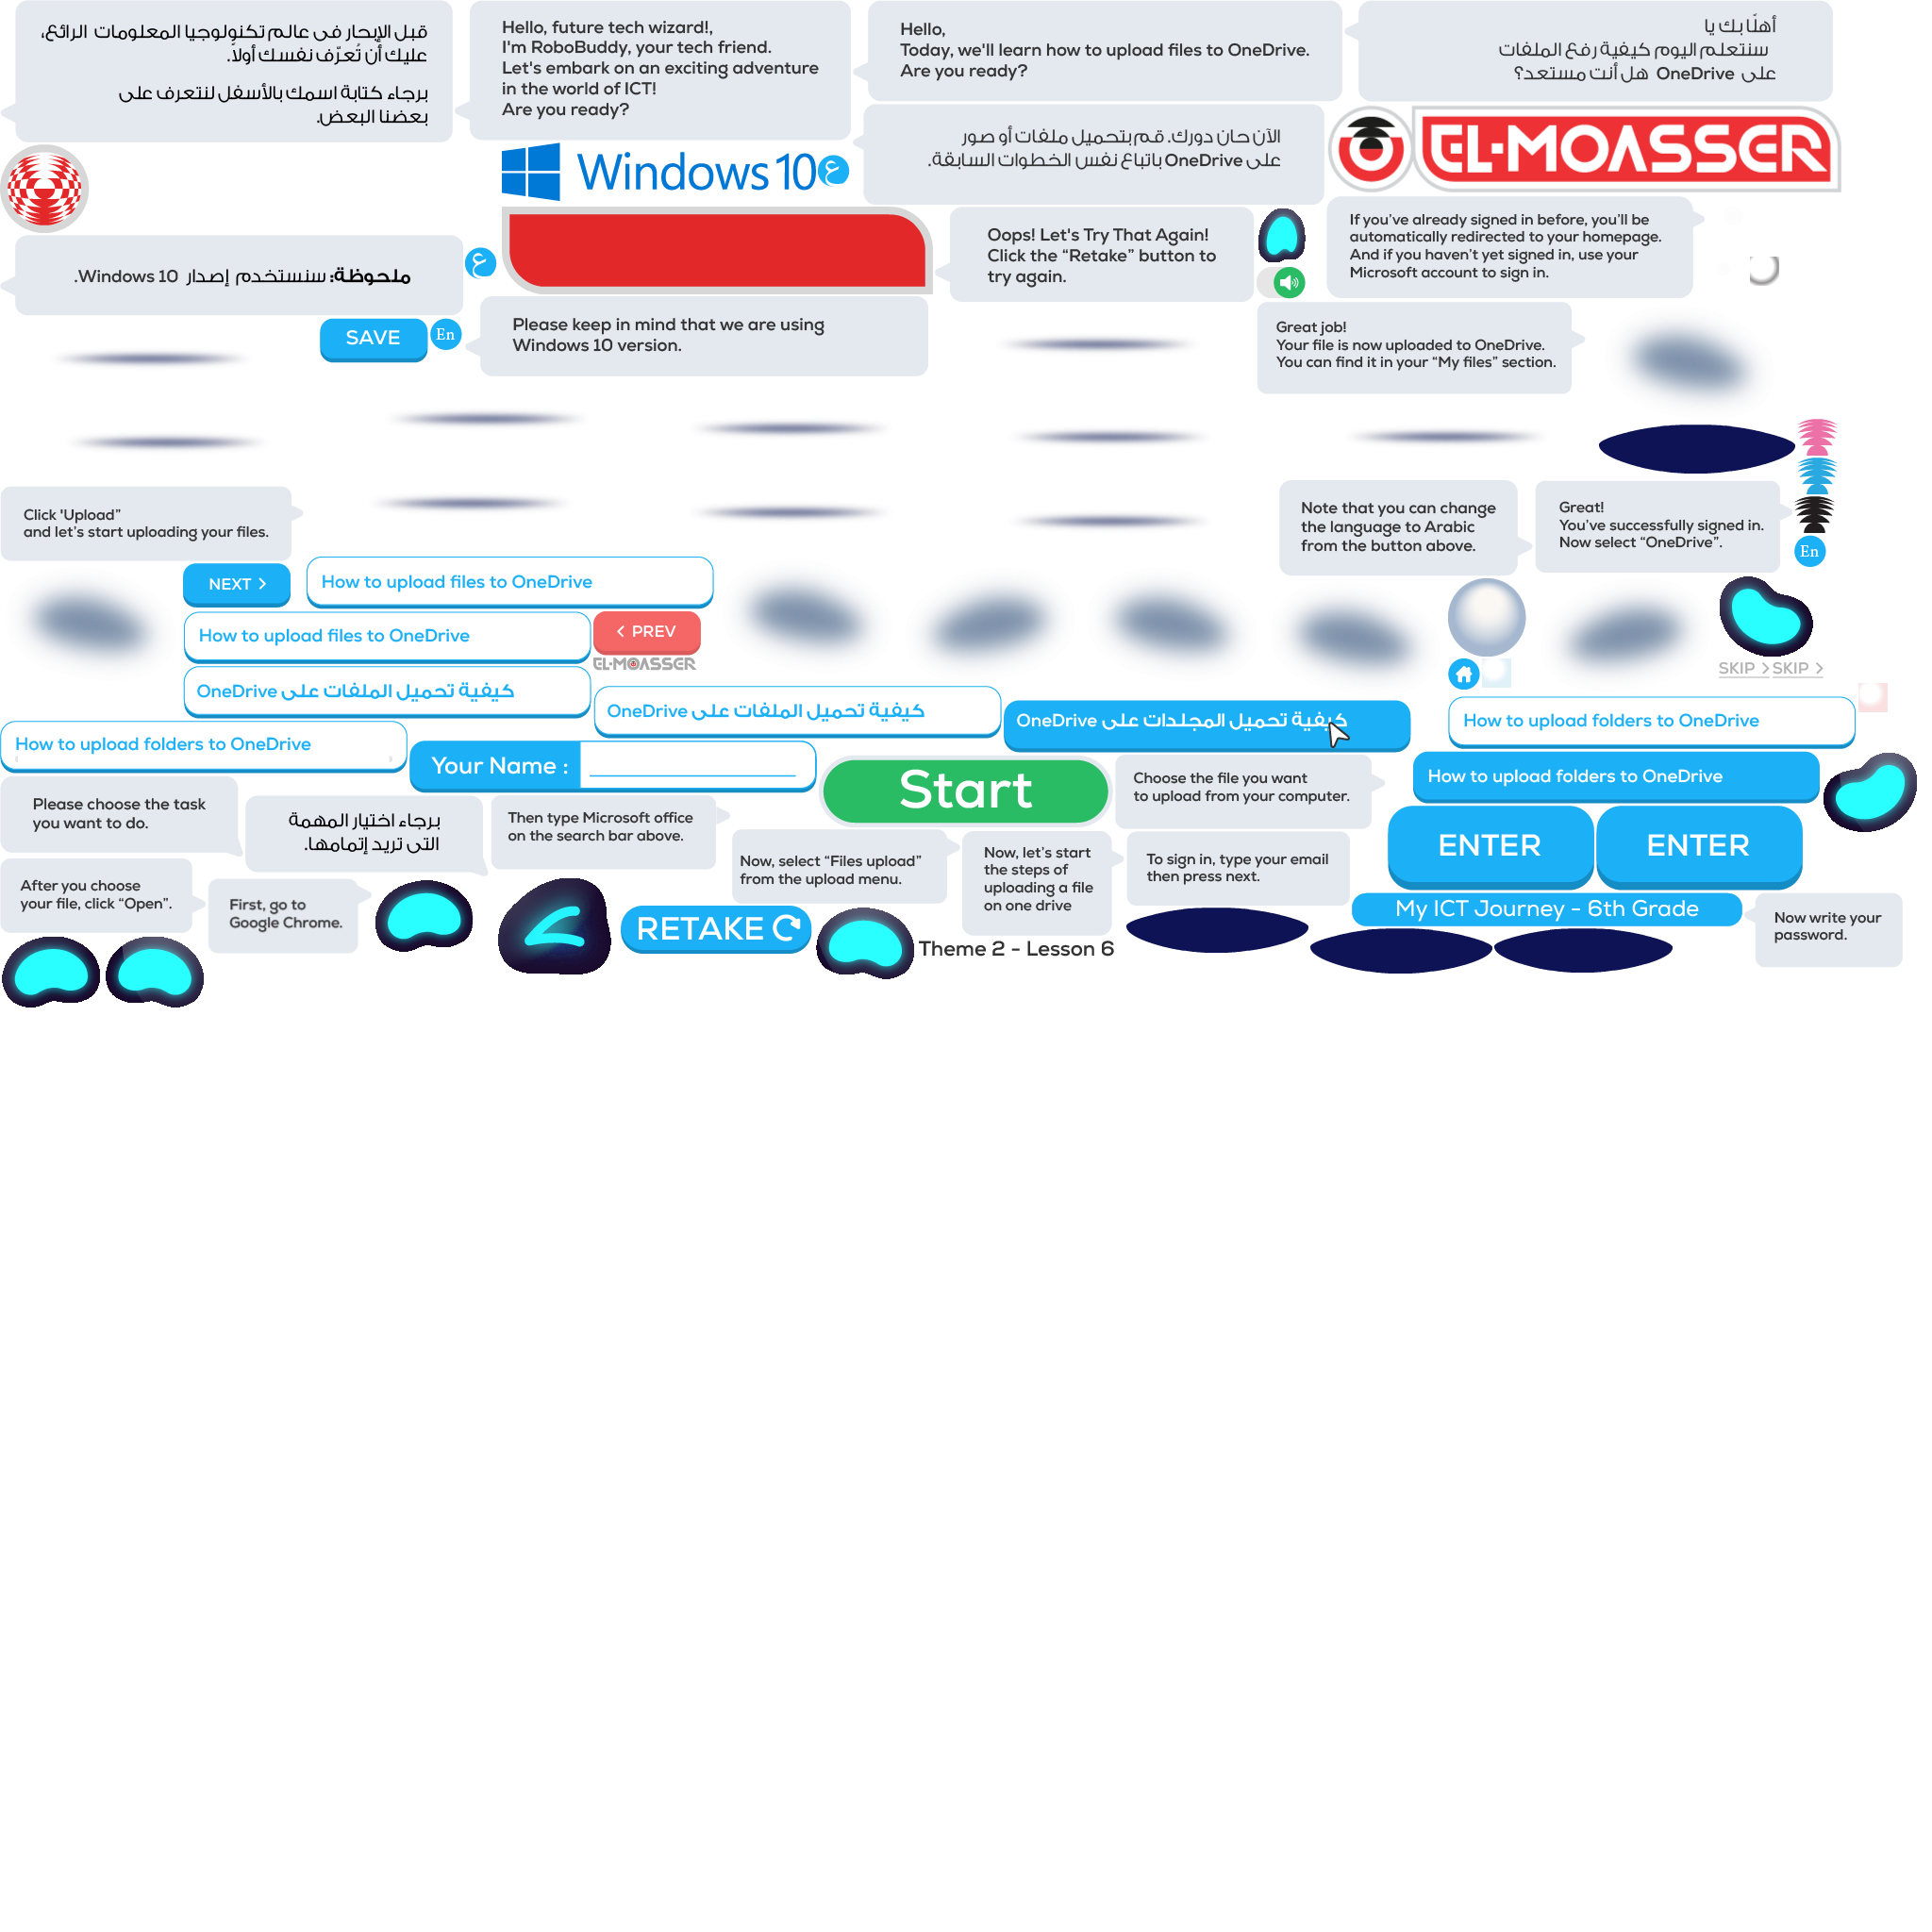 قبل الإبحار فى عالم تكنولوجيا المعلومات الرائع،
عليك أن تُعرّف نفسك أولاً.
برجاء كتابة اسمك بالأسفل لنتعرف على
بعضنا البعض.
Hello, future tech wizard!,
I'm RoboBuddy, your tech friend.
Let's embark on an exciting adventure
in the world of ICT!
Are you ready?
Hello,
Today, we'll learn how to upload files to OneDrive.
Are you ready?
أهلًا بك يا
سنتعلم اليوم كيفية رفع الملفات
على OneDrive هل أنت مستعد؟
Windows 10
ع
الآن حان دورك. قم بتحميل ملفات أو صور
على OneDrive باتباع نفس الخطوات السابقة.
EL-MOASSER
ملحوظة: سنستخدم إصدار Windows 10.
ع
Oops! Let's Try That Again!
Click the “Retake” button to
try again.
If you’ve already signed in before, you’ll be
automatically redirected to your homepage.
And if you haven’t yet signed in, use your
Microsoft account to sign in.
SAVE
En
Please keep in mind that we are using
Windows 10 version.
Great job!
Your file is now uploaded to OneDrive.
You can find it in your “My files” section.
Click 'Upload”
and let’s start uploading your files.
Note that you can change
the language to Arabic
from the button above.
Great!
You’ve successfully signed in.
Now select “OneDrive”.
En
NEXT
How to upload files to OneDrive
How to upload files to OneDrive
PREV
EL-MOASSER
SKIP
SKIP
كيفية تحميل الملفات على OneDrive
كيفية تحميل الملفات على OneDrive
كيفية تحميل المجلدات على OneDrive
How to upload folders to OneDrive
How to upload folders to OneDrive
Your Name :
Start
Choose the file you want
to upload from your computer.
How to upload folders to OneDrive
Please choose the task
you want to do.
برجاء اختيار المهمة
التى تريد إتمامها.
Then type Microsoft office
on the search bar above.
Now, select “Files upload”
from the upload menu.
Now, let’s start
the steps of
uploading a file
on one drive
To sign in, type your email
then press next.
ENTER
ENTER
After you choose
your file, click “Open”.
First, go to
Google Chrome.
RETAKE
Theme 2 - Lesson 6
My ICT Journey - 6th Grade
Now write your
password.